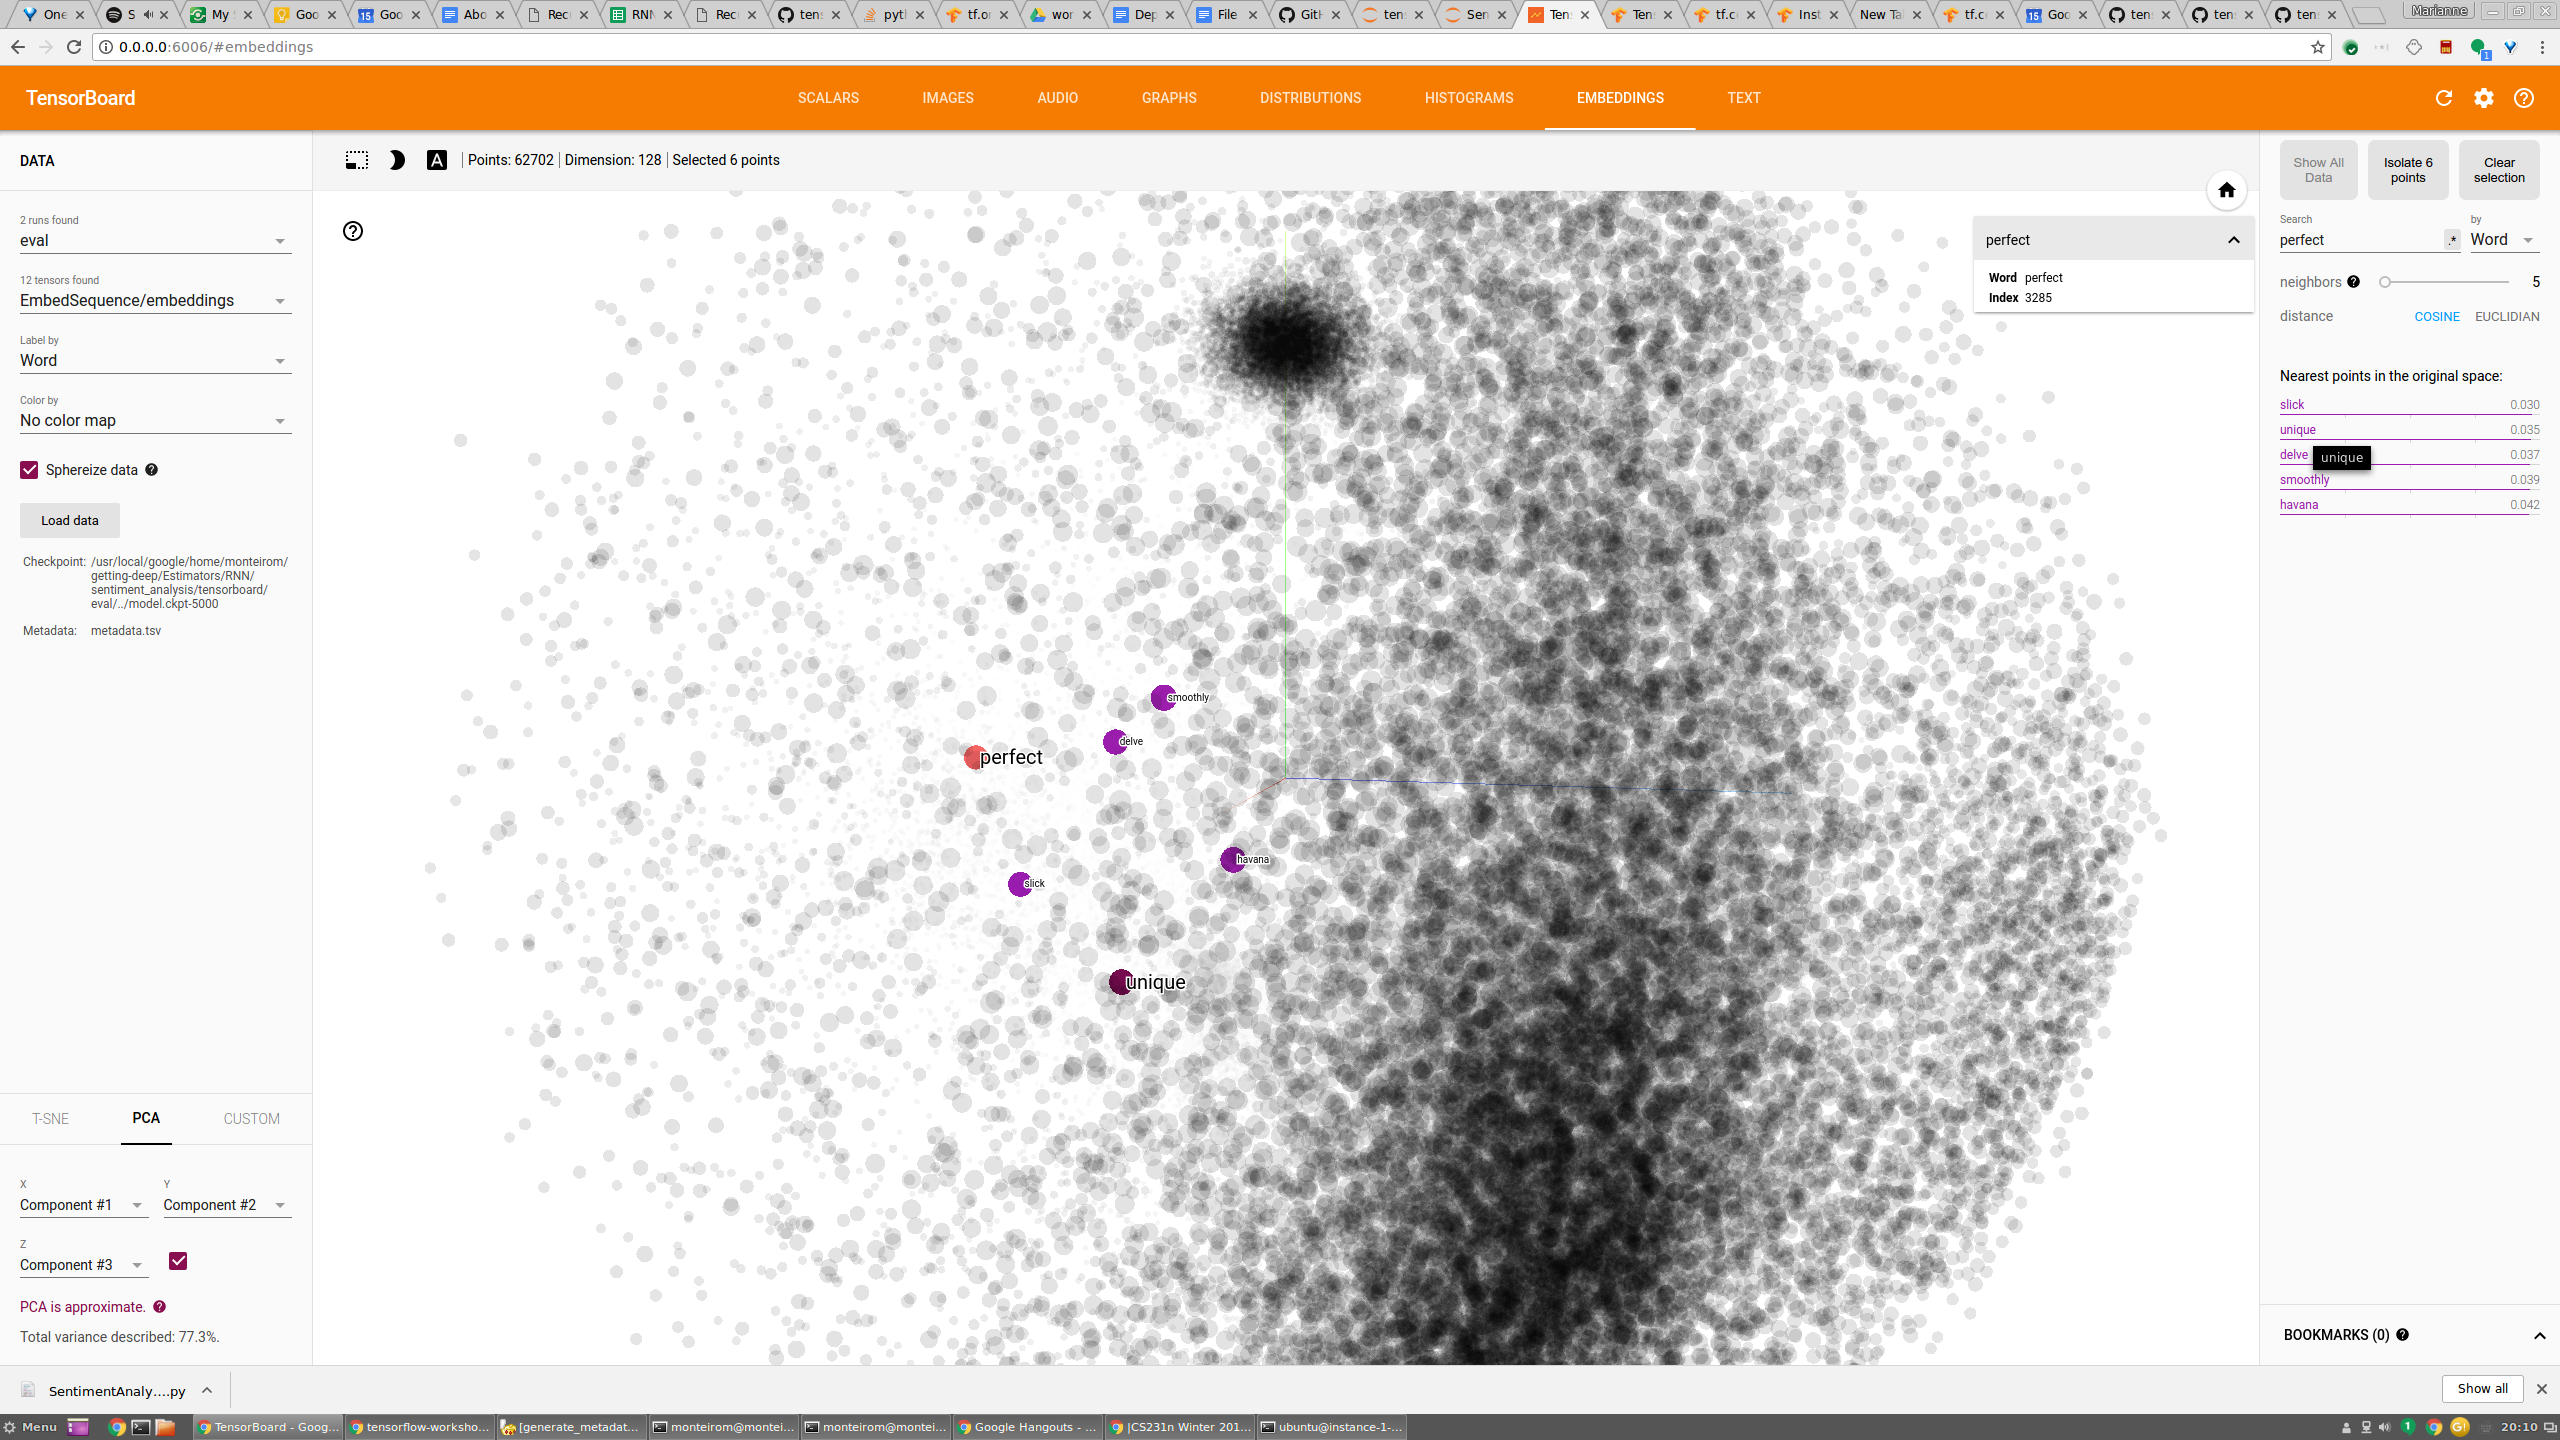 One
S
My
Goo
Goo
Abo
Rec
RNN
Rec
ten
pyt
tf.o
wor
Dep
File
Git
ten
Sen
Ten
Ten
tf.c
Inst
New Ta
tf.c
Goo
ten
ten
ten
Marianne
0.0.0.0:6006/#embeddings
TensorBoard
SCALARS
IMAGES
AUDIO
GRAPHS
DISTRIBUTIONS
HISTOGRAMS
EMBEDDINGS
TEXT
DATA
Points: 62702 | Dimension: 128 | Selected 6 points
2 runs found
eval
12 tensors found
EmbedSequence/embeddings
Label by
Word
Color by
No color map
Sphereize data
Load data
Checkpoint: /usr/local/google/home/monteirom/
getting-deep/Estimators/RNN/
sentiment_analysis/tensorboard/
eval/../model.ckpt-5000
Metadata: metadata.tsv
T-SNE
PCA
CUSTOM
X
Component #1
Y
Component #2
Z
Component #3
PCA is approximate.
Total variance described: 77.3%.
smoothly
delve
perfect
havana
slick
unique
perfect
Word perfect
Index 3285
Show All
Data
Isolate 6
points
Clear
selection
Search
perfect
.*
by
Word
neighbors
5
distance
COSINE
EUCLIDIAN
Nearest points in the original space:
slick 0.030
unique 0.035
delve 0.037
unique
smoothly 0.039
havana 0.042
BOOKMARKS (0)
SentimentAnaly....py
Show all
Menu
TensorBoard - Goog...
tensorflow-worksho...
[generate_metadat...
monteirom@montei...
monteirom@montei...
Google Hangouts - ...
|CS231n Winter 201...
ubuntu@instance-1-...
20:10